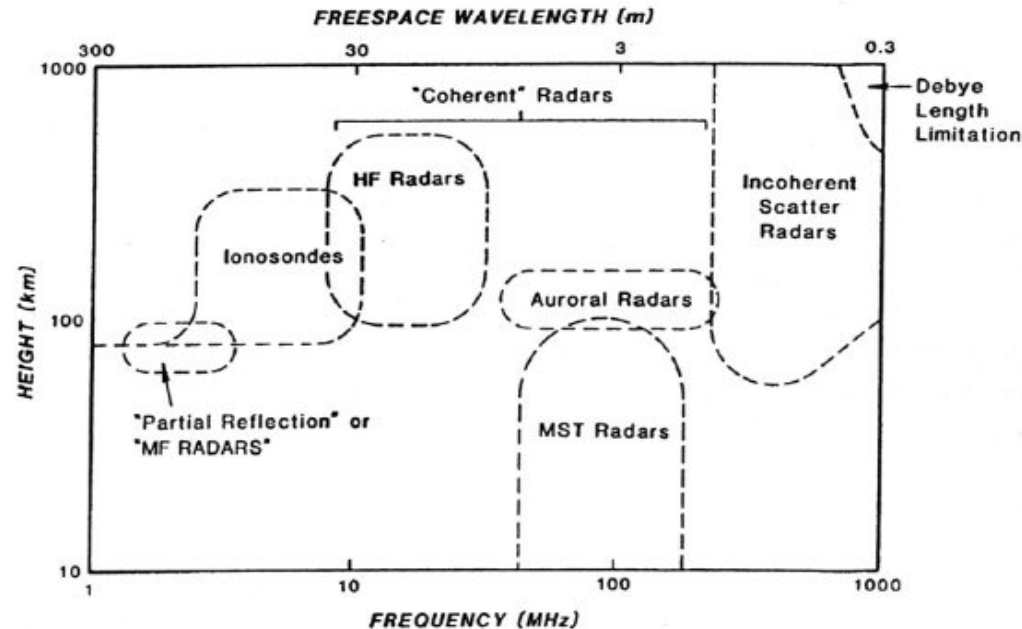 FREESPACE WAVELENGTH (m)
300 30 3 0.3
1000
"Coherent" Radars
Debye
Length
Limitation
HF Radars
Incoherent
Scatter
Radars
Ionosondes
Auroral Radars
100
HEIGHT (km)
"Partial Reflection" or
"MF RADARS"
MST Radars
10
1 10 100 1000
FREQUENCY (MHz)